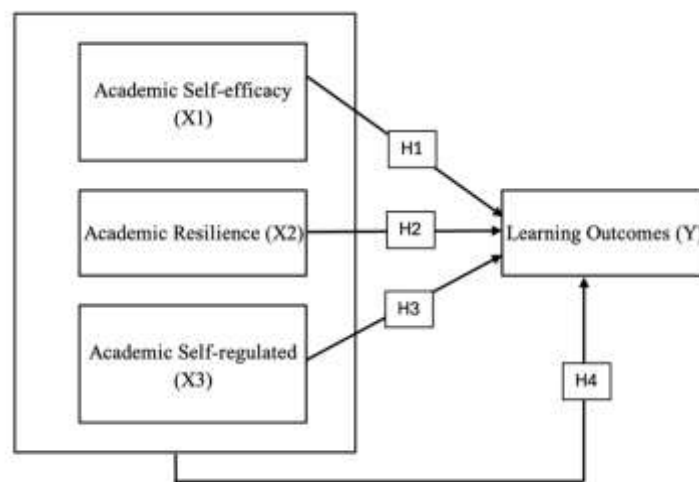 Academic Self-efficacy
(X1)
H1
Academic Resilience (X2)
H2
Learning Outcomes (Y)
Academic Self-regulated
(X3)
H3
H4